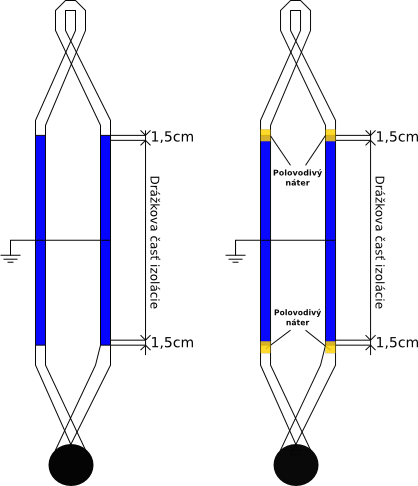 1,5cm
Drážkova časť izolácie
1,5cm
1,5cm
Polovodivý
náter
Drážkova časť izolácie
Polovodivý
náter
1,5cm